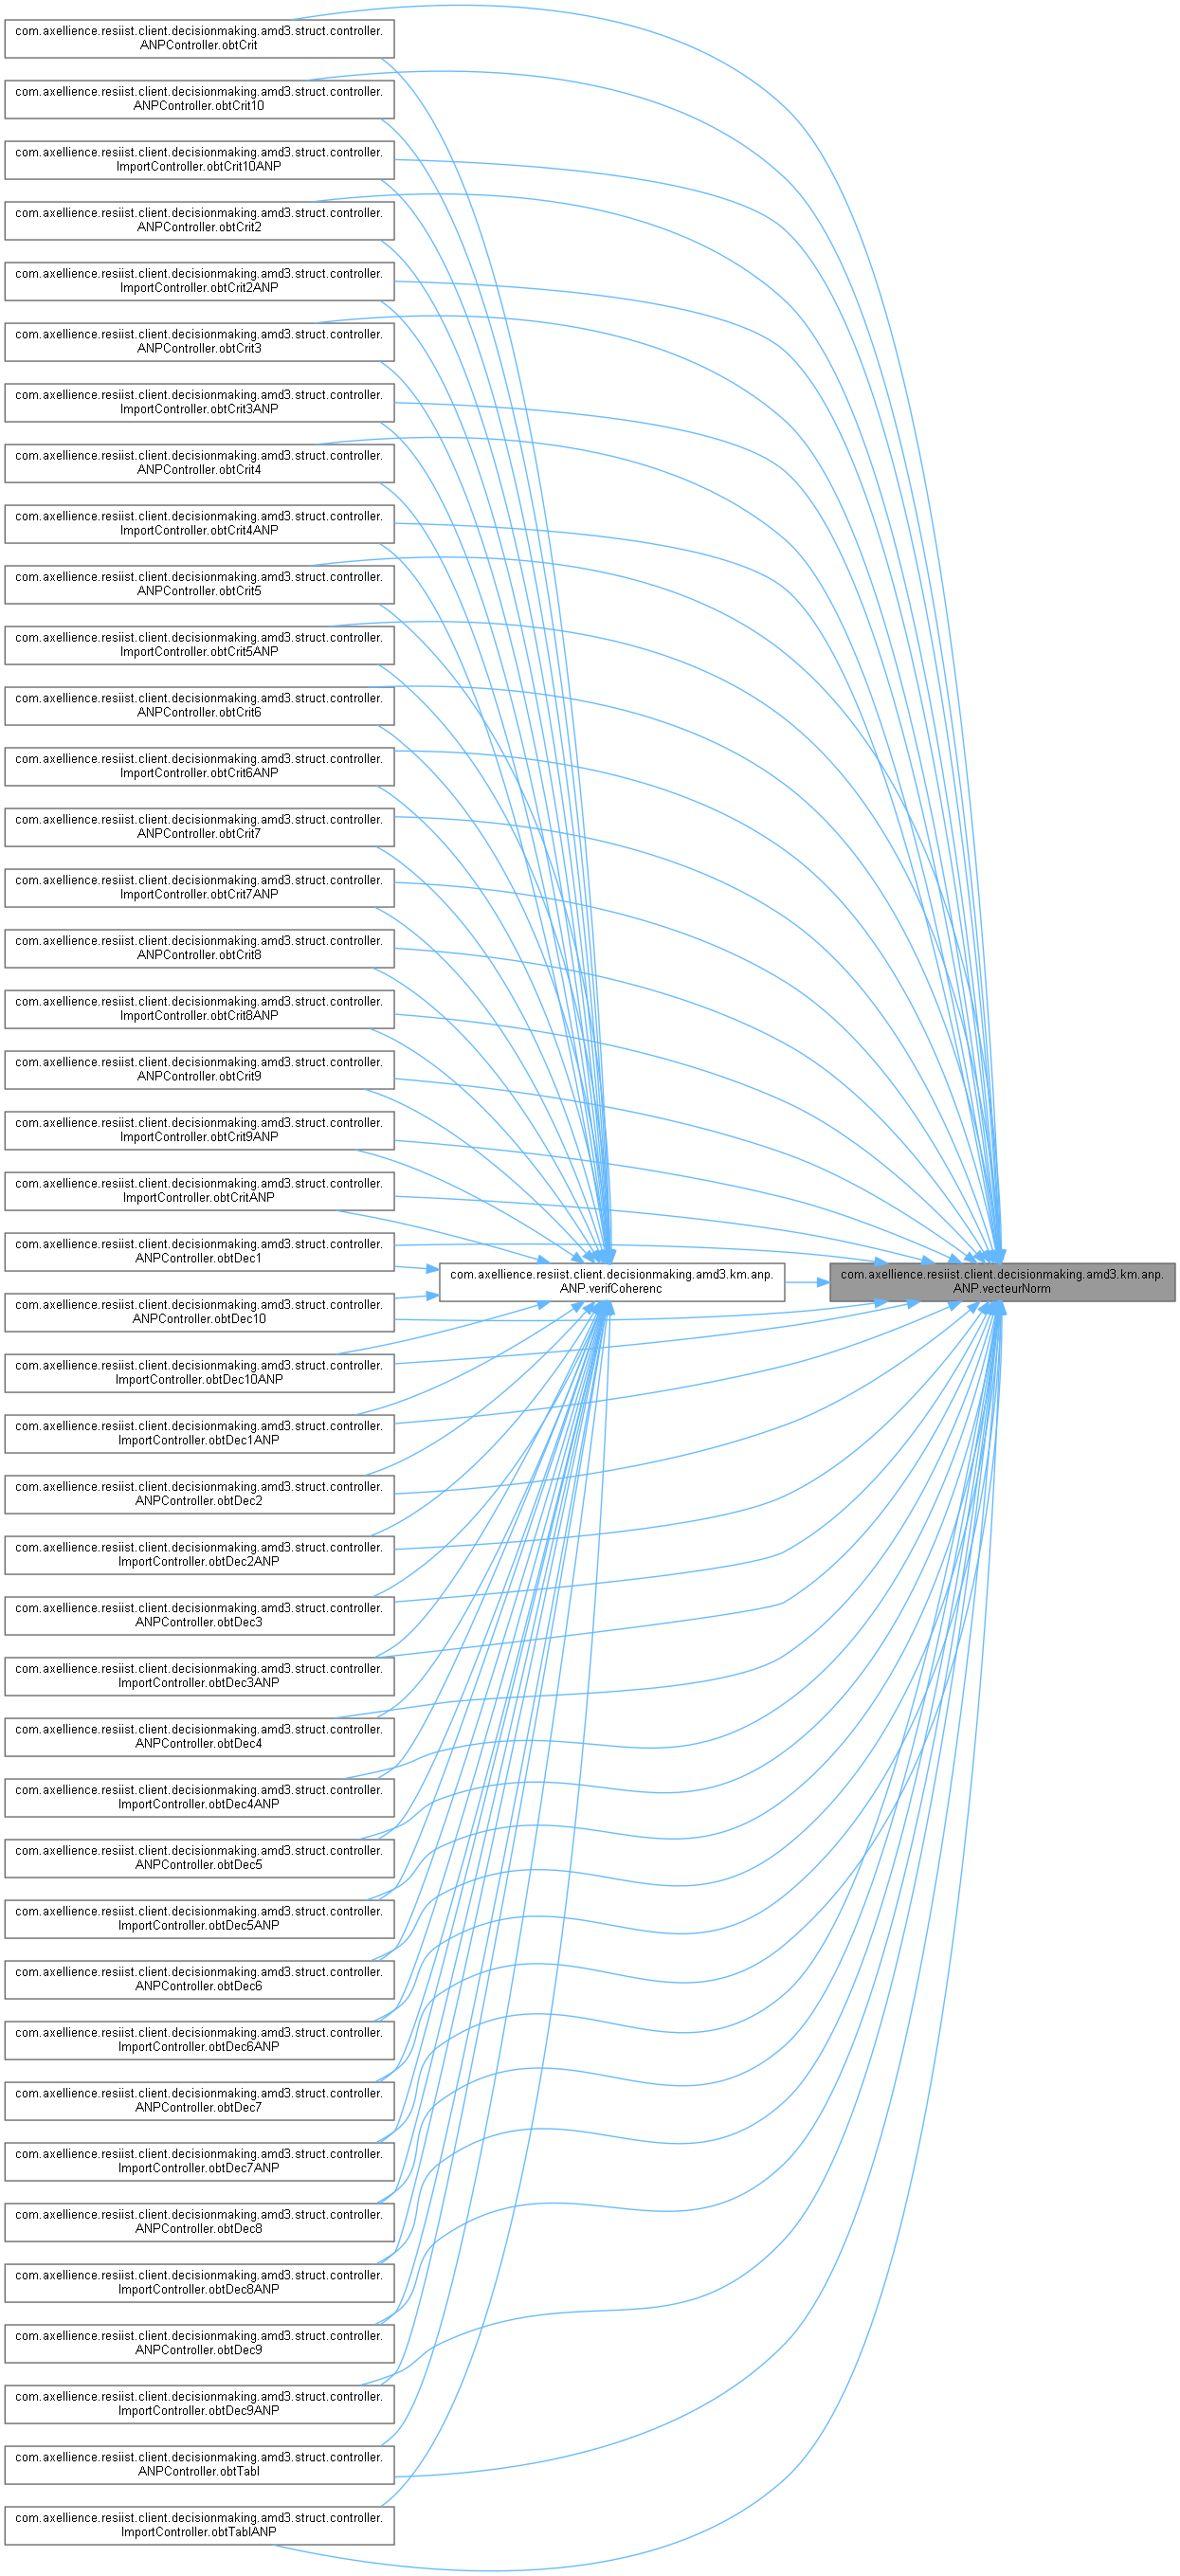 com.axellience.resiist.client.decisionmaking.amd3.struct.controller.
ANPController.obtCrit
com.axellience.resiist.client.decisionmaking.amd3.struct.controller.
ANPController.obtCrit10
com.axellience.resiist.client.decisionmaking.amd3.struct.controller.
ImportController.obtCrit10ANP
com.axellience.resiist.client.decisionmaking.amd3.struct.controller.
ANPController.obtCrit2
com.axellience.resiist.client.decisionmaking.amd3.struct.controller.
ImportController.obtCrit2ANP
com.axellience.resiist.client.decisionmaking.amd3.struct.controller.
ANPController.obtCrit3
com.axellience.resiist.client.decisionmaking.amd3.struct.controller.
ImportController.obtCrit3ANP
com.axellience.resiist.client.decisionmaking.amd3.struct.controller.
ANPController.obtCrit4
com.axellience.resiist.client.decisionmaking.amd3.struct.controller.
ImportController.obtCrit4ANP
com.axellience.resiist.client.decisionmaking.amd3.struct.controller.
ANPController.obtCrit5
com.axellience.resiist.client.decisionmaking.amd3.struct.controller.
ImportController.obtCrit5ANP
com.axellience.resiist.client.decisionmaking.amd3.struct.controller.
ANPController.obtCrit6
com.axellience.resiist.client.decisionmaking.amd3.struct.controller.
ImportController.obtCrit6ANP
com.axellience.resiist.client.decisionmaking.amd3.struct.controller.
ANPController.obtCrit7
com.axellience.resiist.client.decisionmaking.amd3.struct.controller.
ImportController.obtCrit7ANP
com.axellience.resiist.client.decisionmaking.amd3.struct.controller.
ANPController.obtCrit8
com.axellience.resiist.client.decisionmaking.amd3.struct.controller.
ImportController.obtCrit8ANP
com.axellience.resiist.client.decisionmaking.amd3.struct.controller.
ANPController.obtCrit9
com.axellience.resiist.client.decisionmaking.amd3.struct.controller.
ImportController.obtCrit9ANP
com.axellience.resiist.client.decisionmaking.amd3.struct.controller.
ImportController.obtCritANP
com.axellience.resiist.client.decisionmaking.amd3.struct.controller.
ANPController.obtDec1
com.axellience.resiist.client.decisionmaking.amd3.km.anp.
ANP.verifCoherenc
com.axellience.resiist.client.decisionmaking.amd3.km.anp.
ANP.vecteurNorm
com.axellience.resiist.client.decisionmaking.amd3.struct.controller.
ANPController.obtDec10
com.axellience.resiist.client.decisionmaking.amd3.struct.controller.
ImportController.obtDec10ANP
com.axellience.resiist.client.decisionmaking.amd3.struct.controller.
ImportController.obtDec1ANP
com.axellience.resiist.client.decisionmaking.amd3.struct.controller.
ANPController.obtDec2
com.axellience.resiist.client.decisionmaking.amd3.struct.controller.
ImportController.obtDec2ANP
com.axellience.resiist.client.decisionmaking.amd3.struct.controller.
ANPController.obtDec3
com.axellience.resiist.client.decisionmaking.amd3.struct.controller.
ImportController.obtDec3ANP
com.axellience.resiist.client.decisionmaking.amd3.struct.controller.
ANPController.obtDec4
com.axellience.resiist.client.decisionmaking.amd3.struct.controller.
ImportController.obtDec4ANP
com.axellience.resiist.client.decisionmaking.amd3.struct.controller.
ANPController.obtDec5
com.axellience.resiist.client.decisionmaking.amd3.struct.controller.
ImportController.obtDec5ANP
com.axellience.resiist.client.decisionmaking.amd3.struct.controller.
ANPController.obtDec6
com.axellience.resiist.client.decisionmaking.amd3.struct.controller.
ImportController.obtDec6ANP
com.axellience.resiist.client.decisionmaking.amd3.struct.controller.
ANPController.obtDec7
com.axellience.resiist.client.decisionmaking.amd3.struct.controller.
ImportController.obtDec7ANP
com.axellience.resiist.client.decisionmaking.amd3.struct.controller.
ANPController.obtDec8
com.axellience.resiist.client.decisionmaking.amd3.struct.controller.
ImportController.obtDec8ANP
com.axellience.resiist.client.decisionmaking.amd3.struct.controller.
ANPController.obtDec9
com.axellience.resiist.client.decisionmaking.amd3.struct.controller.
ImportController.obtDec9ANP
com.axellience.resiist.client.decisionmaking.amd3.struct.controller.
ANPController.obtTabl
com.axellience.resiist.client.decisionmaking.amd3.struct.controller.
ImportController.obtTablANP